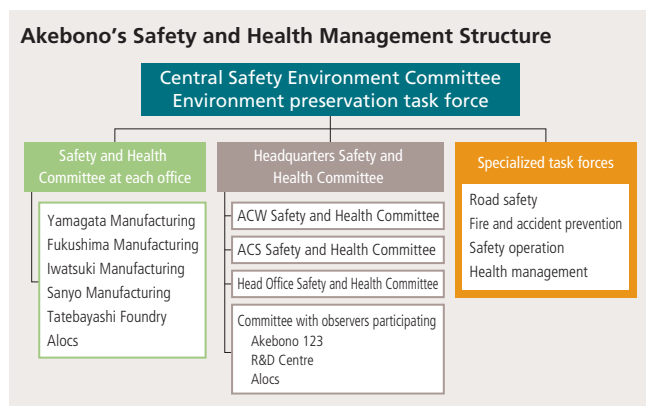 Akebono's Safety and Health Management Structure
Central Safety Environment Committee
Environment preservation task force
Safety and Health
Committee at each office
Yamagata Manufacturing
Fukushima Manufacturing
Iwatsuki Manufacturing
Sanyo Manufacturing
Tatebayashi Foundry
Alocs
Headquarters Safety and
Health Committee
ACW Safety and Health Committee
ACS Safety and Health Committee
Head Office Safety and Health Committee
Committee with observers participating
Akebono 123
R&D Centre
Alocs
Specialized task forces
Road safety
Fire and accident prevention
Safety operation
Health management